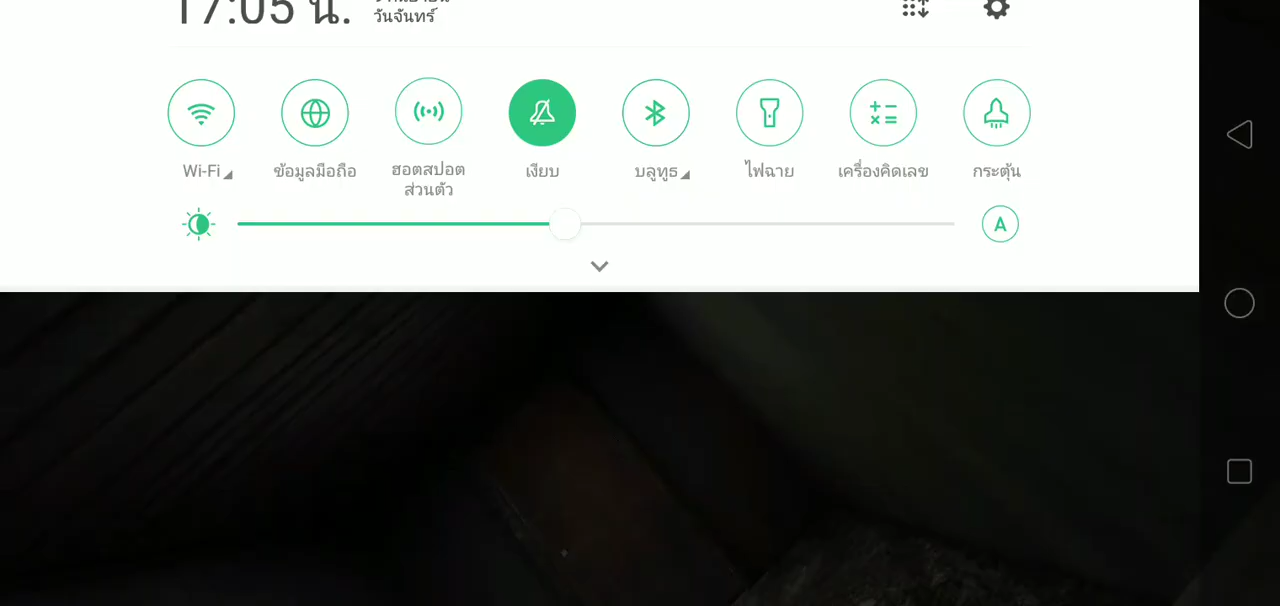 17:05 น.
วันจันทร์
Wi-Fi
ข้อมูลมือถือ
ฮอตสปอต
ส่วนตัว
เงียบ
บลูทูธ
ไฟฉาย
เครื่องคิดเลข
กระตุ้น
A